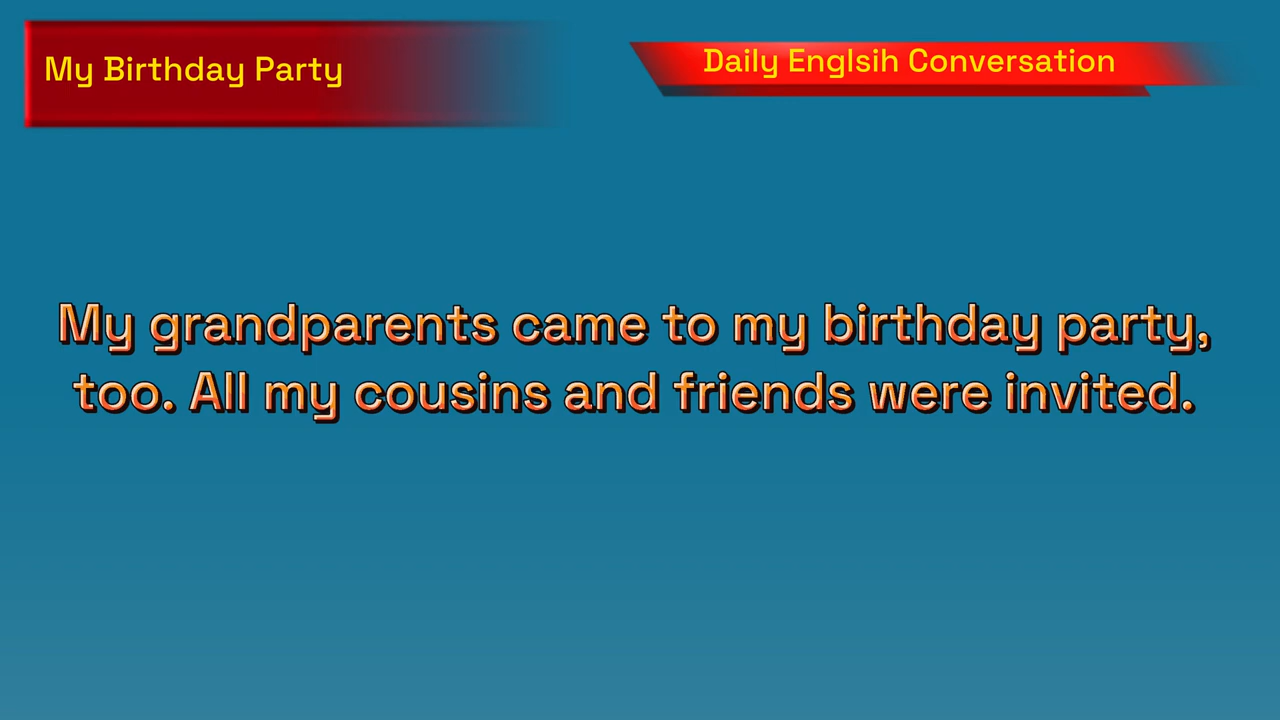 My Birthday Party
Daily Englsih Conversation
My grandparents came to my birthday party,
too. All my cousins and friends were invited.